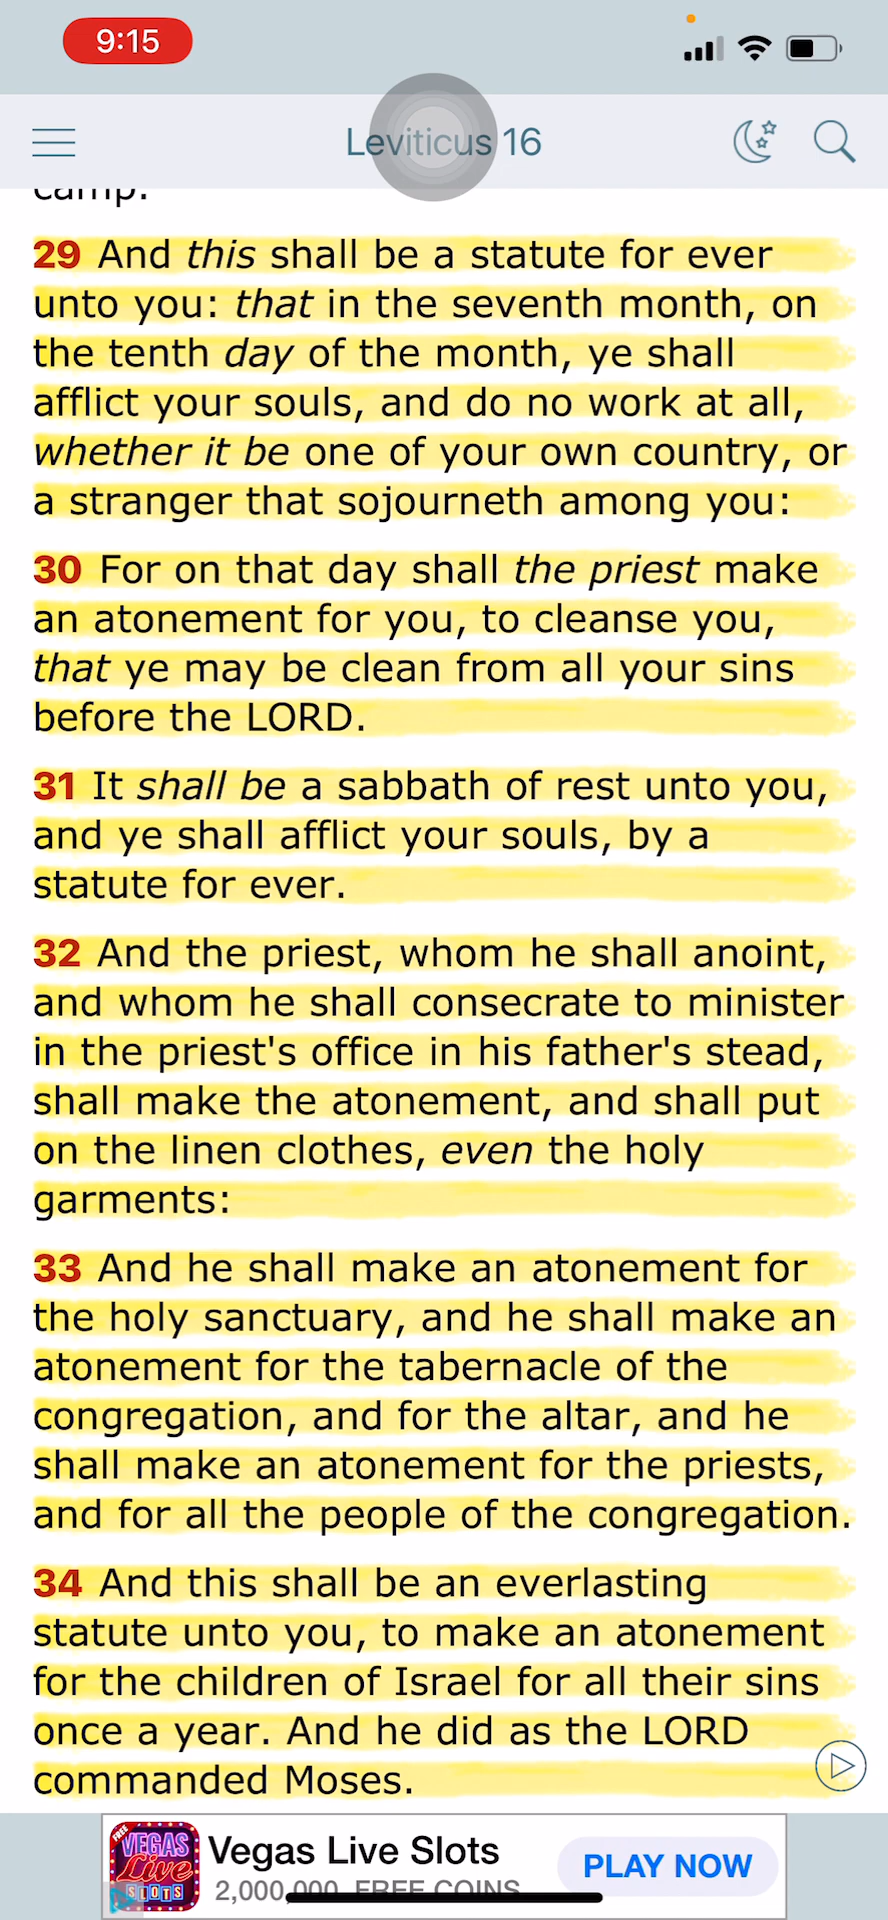 9:15
Leviticus 16
camp.
29 And this shall be a statute for ever
unto you: that in the seventh month, on
the tenth day of the month, ye shall
afflict your souls, and do no work at all,
whether it be one of your own country, or
a stranger that sojourneth among you:
30 For on that day shall the priest make
an atonement for you, to cleanse you,
that ye may be clean from all your sins
before the LORD.
31 It shall be a sabbath of rest unto you,
and ye shall afflict your souls, by a
statute for ever.
32 And the priest, whom he shall anoint,
and whom he shall consecrate to minister
in the priest's office in his father's stead,
shall make the atonement, and shall put
on the linen clothes, even the holy
garments:
33 And he shall make an atonement for
the holy sanctuary, and he shall make an
atonement for the tabernacle of the
congregation, and for the altar, and he
shall make an atonement for the priests,
and for all the people of the congregation.
34 And this shall be an everlasting
statute unto you, to make an atonement
for the children of Israel for all their sins
once a year. And he did as the LORD
commanded Moses.
FREE
VEGAS
Live
SLOTS
Vegas Live Slots
2,000,000 FREE COINS
PLAY NOW